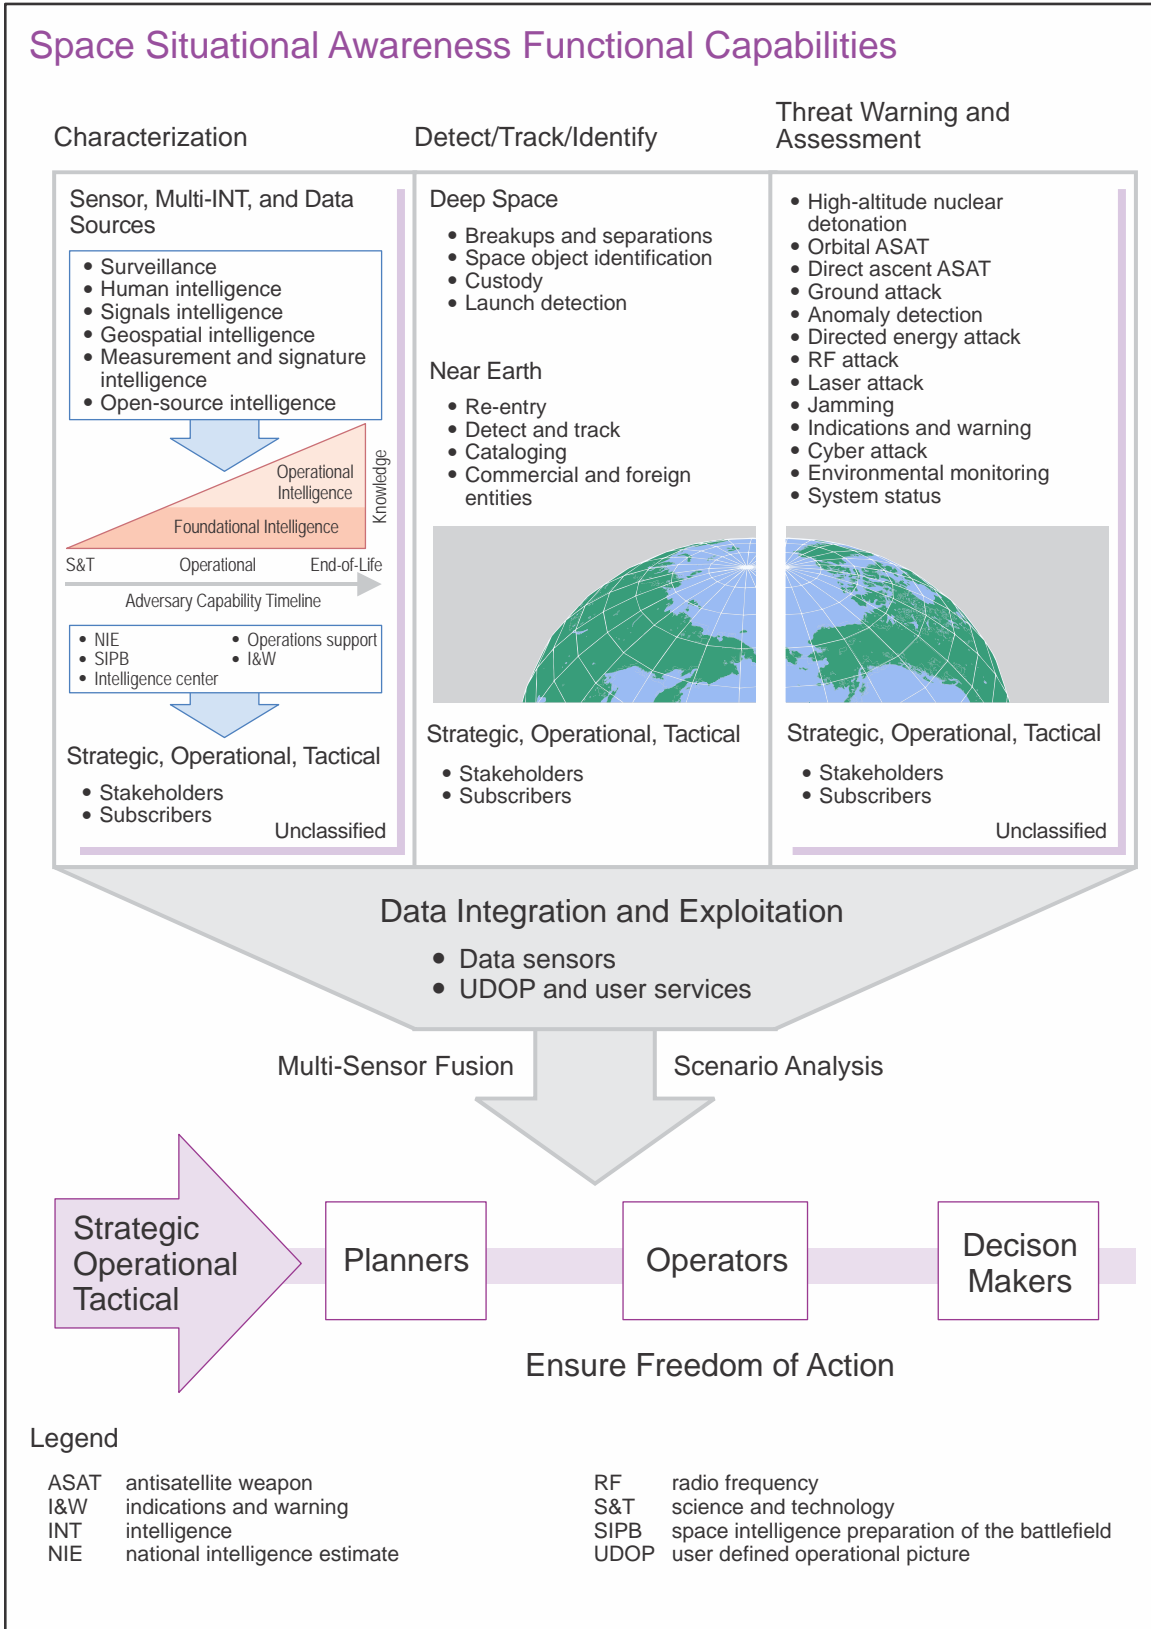 Space Situational Awareness Functional Capabilities
Characterization
Detect/Track/Identify
Threat Warning and
Assessment
Sensor, Multi-INT, and Data
Sources
• Surveillance
• Human intelligence
• Signals intelligence
• Geospatial intelligence
• Measurement and signature
intelligence
• Open-source intelligence
Operational
Intelligence
Foundational Intelligence
Knowledge
S&T
Operational
End-of-Life
Adversary Capability Timeline
• NIE
• SIPB
• Intelligence center
• Operations support
• I&W
Strategic, Operational, Tactical
• Stakeholders
• Subscribers
Unclassified
Deep Space
• Breakups and separations
• Space object identification
• Custody
• Launch detection
Near Earth
• Re-entry
• Detect and track
• Cataloging
• Commercial and foreign
entities
Strategic, Operational, Tactical
• Stakeholders
• Subscribers
• High-altitude nuclear
detonation
• Orbital ASAT
• Direct ascent ASAT
• Ground attack
• Anomaly detection
• Directed energy attack
• RF attack
• Laser attack
• Jamming
• Indications and warning
• Cyber attack
• Environmental monitoring
• System status
Strategic, Operational, Tactical
• Stakeholders
• Subscribers
Unclassified
Data Integration and Exploitation
• Data sensors
• UDOP and user services
Multi-Sensor Fusion
Scenario Analysis
Strategic
Operational
Tactical
Planners
Operators
Decison
Makers
Ensure Freedom of Action
Legend
ASAT antisatellite weapon
I&W indications and warning
INT intelligence
NIE national intelligence estimate
RF radio frequency
S&T science and technology
SIPB space intelligence preparation of the battlefield
UDOP user defined operational picture